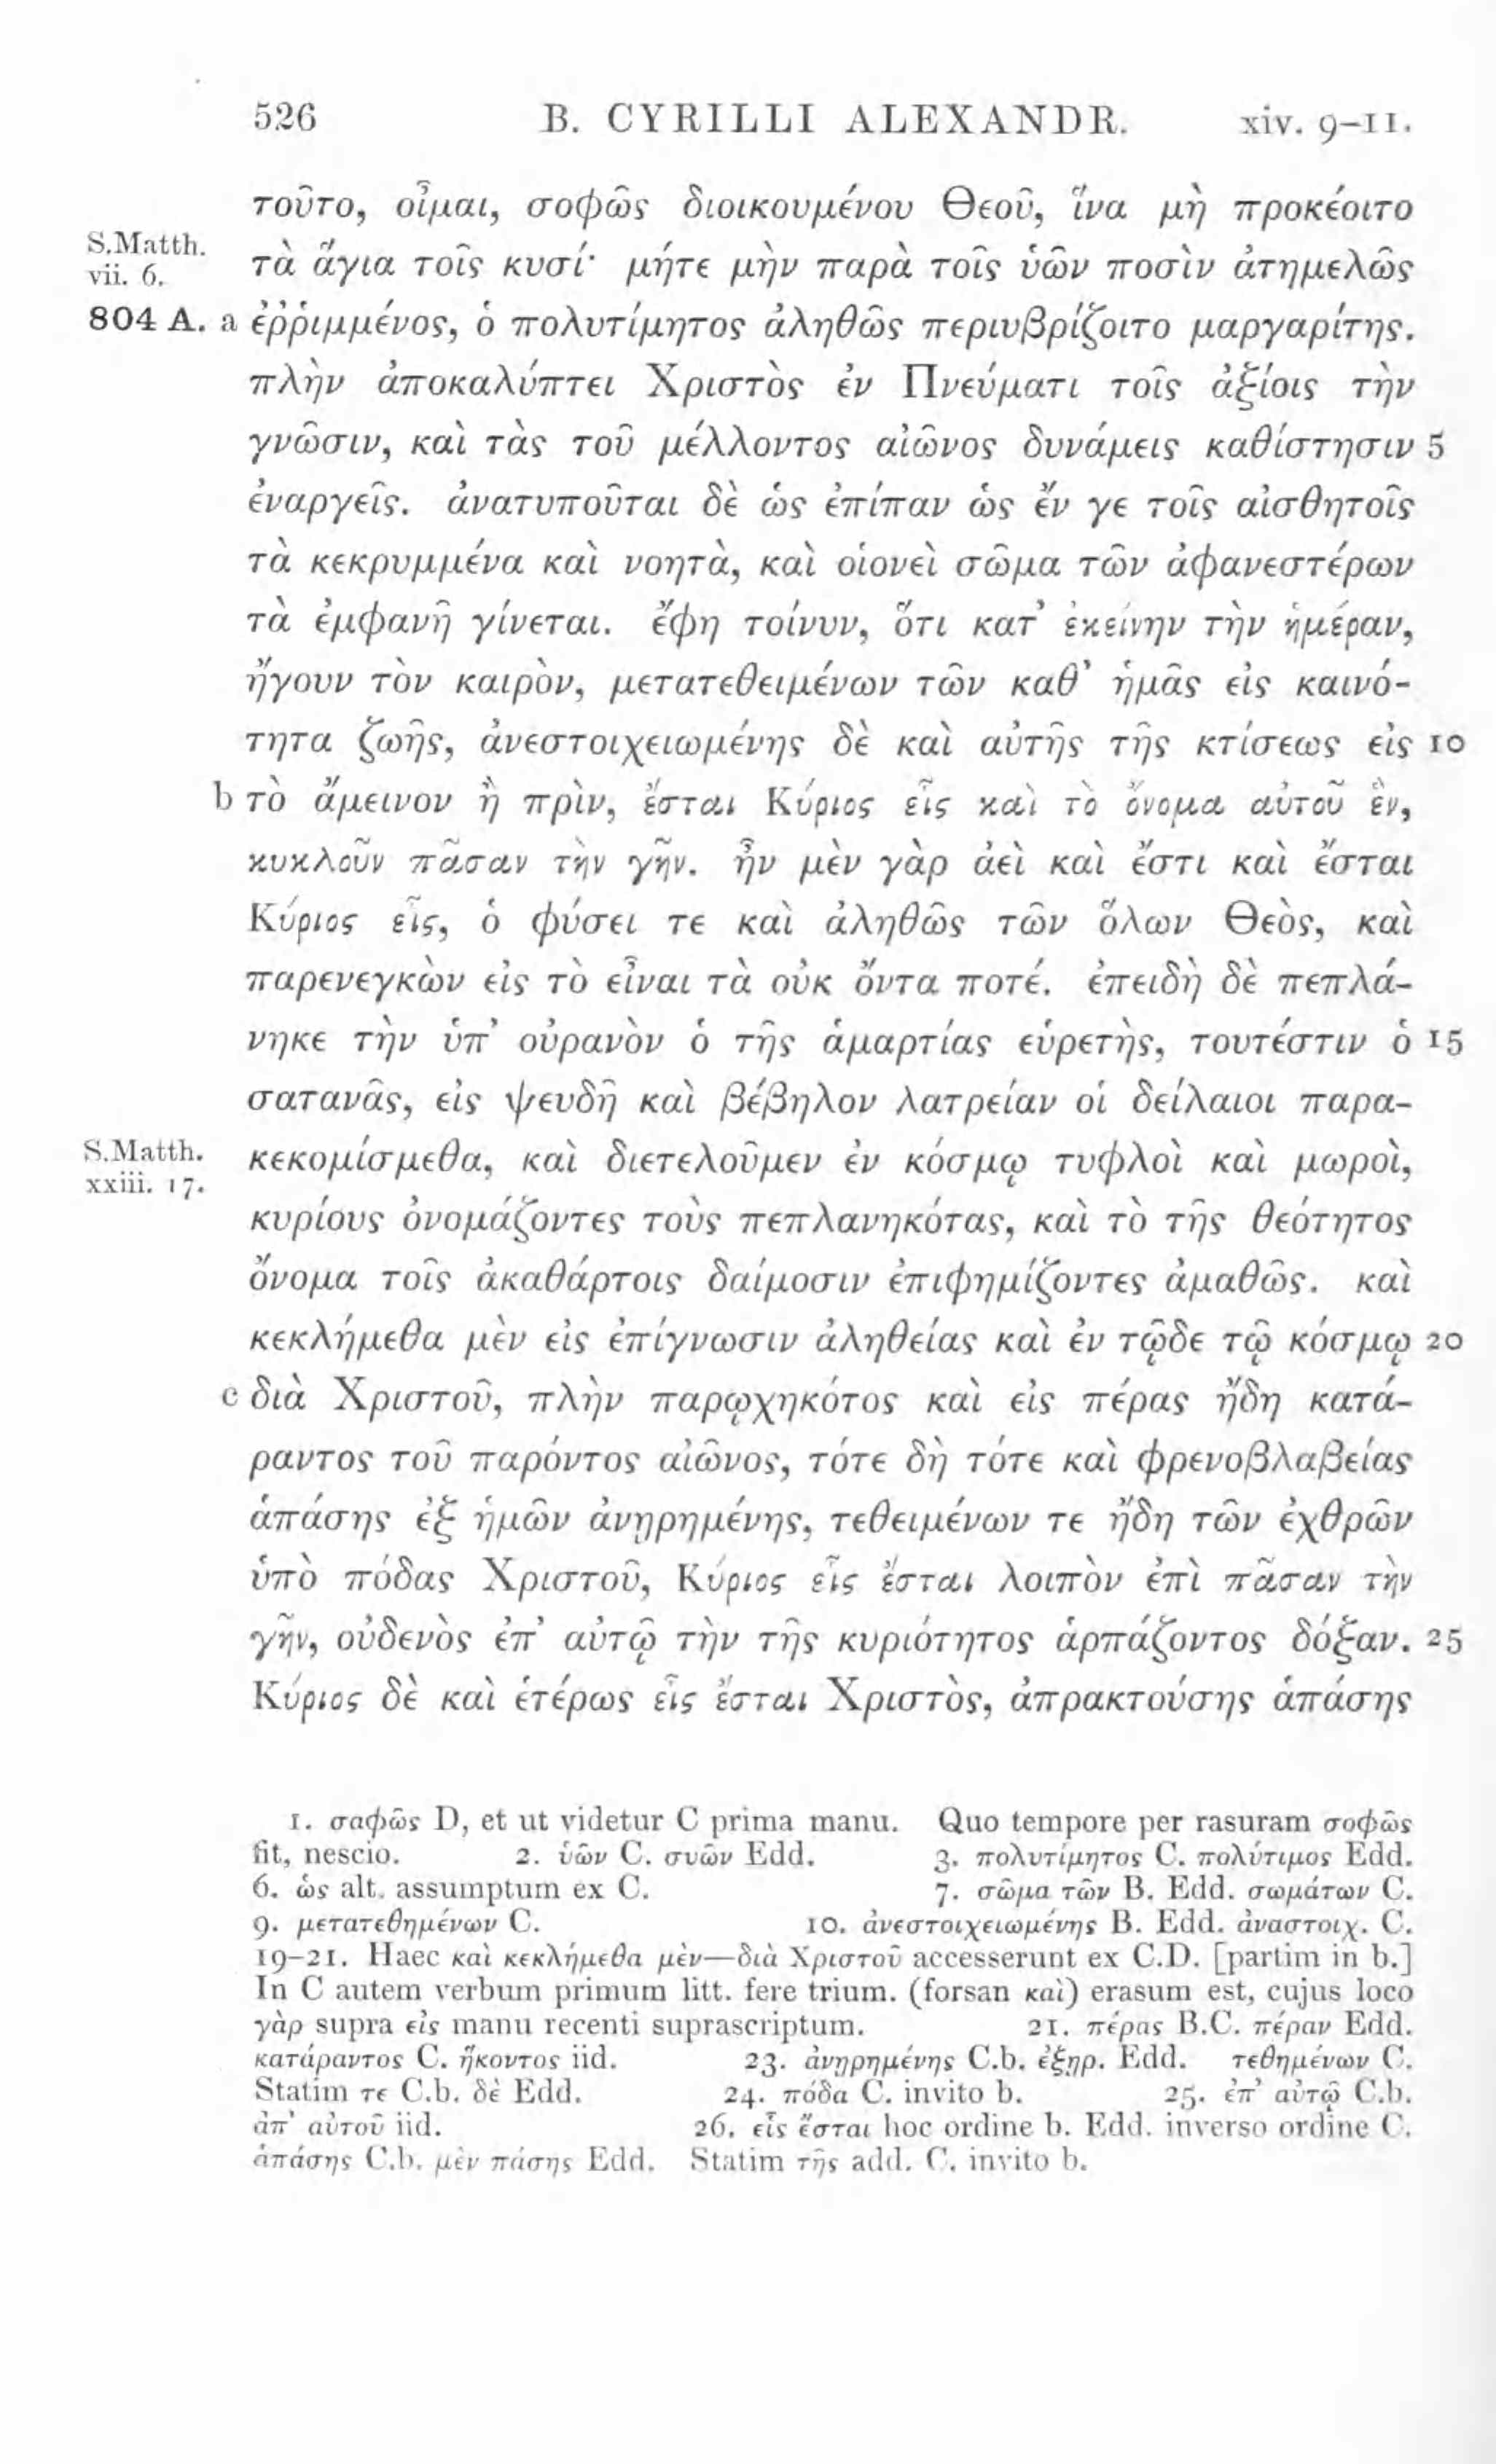 526 B. CYRILLI ALEXANDR. xiv. 9–11.
τοῦτο, οἶμαι, σοφῶς διοικουμένου Θεοῦ, ἵνα μὴ προκέοιτο
S.Matth. vii. 6. τὰ ἅγια τοῖς κυσί· μήτε μὴν παρὰ τοῖς ὑῶν ποσὶν ἀτημελῶς
804 A. a ἐῤῥιμμένος, ὁ πολυτίμητος ἀληθῶς περιυβρίζοιτο μαργαρίτης.
πλὴν ἀποκαλύπτει Χριστὸς ἐν Πνεύματι τοῖς ἀξίοις τὴν
γνῶσιν, καὶ τὰς τοῦ μέλλοντος αἰῶνος δυνάμεις καθίστησιν 5
ἐναργεῖς. ἀνατυποῦται δὲ ὡς ἐπίπαν ὡς ἔν γε τοῖς αἰσθητοῖς
τὰ κεκρυμμένα καὶ νοητὰ, καὶ οἱονεὶ σῶμα τῶν ἀφανεστέρων
τὰ ἐμφανῆ γίνεται. ἔφη τοίνυν, ὅτι κατ' ἐκείνην τὴν ἡμέραν,
ἤγουν τὸν καιρὸν, μετατεθειμένων τῶν καθ' ἡμᾶς εἰς καινό-
τητα ζωῆς, ἀνεστοιχειωμένης δὲ καὶ αὐτῆς τῆς κτίσεως εἰς 10
b τὸ ἄμεινον ἢ πρὶν, ἔσται Κύριος εἷς καὶ τὸ ὄνομα αὐτοῦ ἓν,
κυκλοῦν πᾶσαν τὴν γῆν. ἦν μὲν γὰρ ἀεὶ καὶ ἔστι καὶ ἔσται
Κύριος εἷς, ὁ φύσει τε καὶ ἀληθῶς τῶν ὅλων Θεὸς, καὶ
παρενεγκὼν εἰς τὸ εἶναι τὰ οὐκ ὄντα ποτέ. ἐπειδὴ δὲ πεπλά-
νηκε τὴν ὑπ' οὐρανὸν ὁ τῆς ἁμαρτίας εὑρετὴς, τουτέστιν ὁ 15
σατανᾶς, εἰς ψευδῆ καὶ βέβηλον λατρείαν οἱ δείλαιοι παρα-
S.Matth. xxiii. 17. κεκομίσμεθα, καὶ διετελοῦμεν ἐν κόσμῳ τυφλοὶ καὶ μωροὶ,
κυρίους ὀνομάζοντες τοὺς πεπλανηκότας, καὶ τὸ τῆς θεότητος
ὄνομα τοῖς ἀκαθάρτοις δαίμοσιν ἐπιφημίζοντες ἀμαθῶς. καὶ
κεκλήμεθα μὲν εἰς ἐπίγνωσιν ἀληθείας καὶ ἐν τῷδε τῷ κόσμῳ 20
c διὰ Χριστοῦ, πλὴν παρῳχηκότος καὶ εἰς πέρας ἤδη κατά-
ραντος τοῦ παρόντος αἰῶνος, τότε δὴ τότε καὶ φρενοβλαβείας
ἁπάσης ἐξ ἡμῶν ἀνῃρημένης, τεθειμένων τε ἤδη τῶν ἐχθρῶν
ὑπὸ πόδας Χριστοῦ, Κύριος εἷς ἔσται λοιπὸν ἐπὶ πᾶσαν τὴν
γῆν, οὐδενὸς ἐπ' αὐτῷ τὴν τῆς κυριότητος ἁρπάζοντος δόξαν. 25
Κύριος δὲ καὶ ἑτέρως εἷς ἔσται Χριστὸς, ἀπρακτούσης ἁπάσης
1. σαφῶς D, et ut videtur C prima manu. Quo tempore per rasuram σοφῶς
fit, nescio. 2. ὑῶν C. συῶν Edd. 3. πολυτίμητος C. πολύτιμος Edd.
6. ὡς alt. assumptum ex C. 7. σῶμα τῶν B. Edd. σωμάτων C.
9. μετατεθημένων C. 10. ἀνεστοιχειωμένης B. Edd. ἀναστοιχ. C.
19–21. Haec καὶ κεκλήμεθα μὲν—διὰ Χριστοῦ accesserunt ex C.D. [partim in b.]
In C autem verbum primum litt. fere trium. (forsan καὶ) erasum est, cujus loco
γὰρ supra εἰς manu recenti suprascriptum. 21. πέρας B.C. πέραν Edd.
κατάραντος C. ἥκοντος iid. 23. ἀνῃρημένης C.b. ἐξῃρ. Edd. τεθημένων C.
Statim τε C.b. δὲ Edd. 24. πόδα C. invito b. 25. ἐπ' αὐτῷ C.b.
ἀπ' αὐτοῦ iid. 26. εἷς ἔσται hoc ordine b. Edd. inverso ordine C.
ἁπάσης C.b. μὲν πάσης Edd. Statim τῆς add. C. invito b.